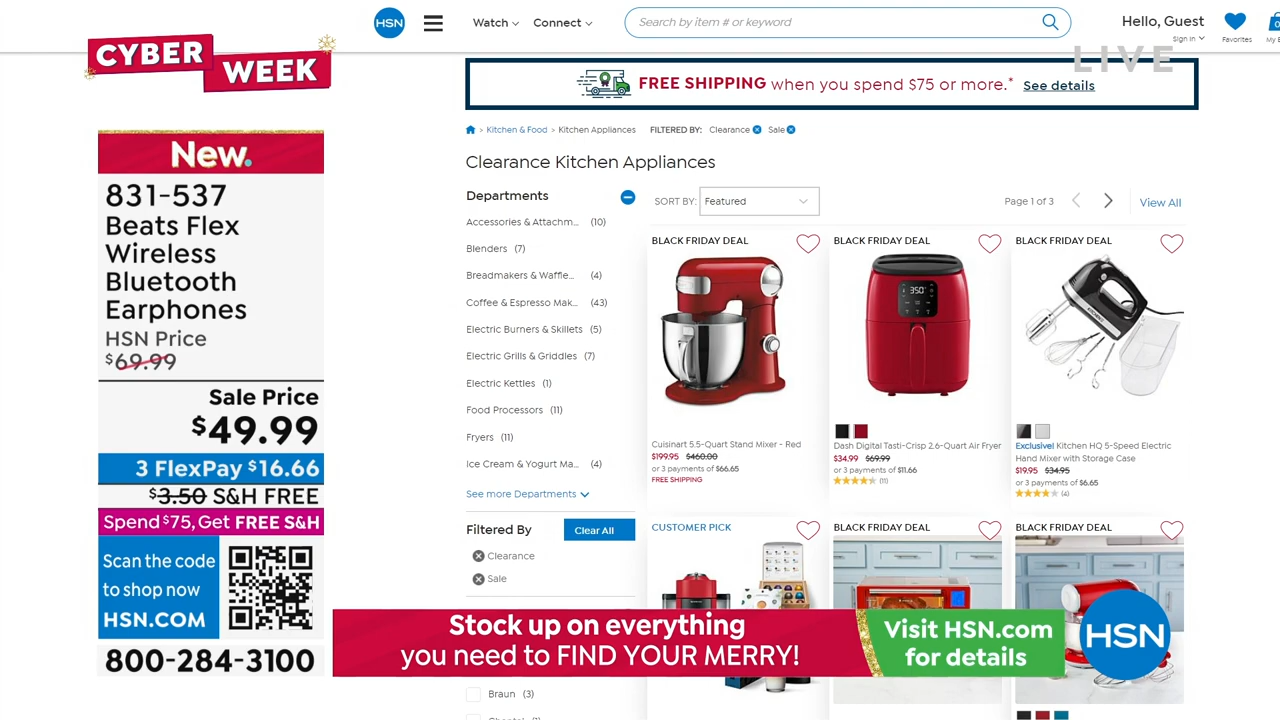 HSN
Watch
Connect
Search by item # or keyword
Hello, Guest
Sign In
Favorites
0
LIVE
CYBER
WEEK
FREE SHIPPING when you spend $75 or more.* See details
> Kitchen & Food > Kitchen Appliances FILTERED BY: Clearance Sale
Clearance Kitchen Appliances
New.
831-537
Beats Flex
Wireless
Bluetooth
Earphones
HSN Price
$69.99
Sale Price
$49.99
3 FlexPay $16.66
$3.50 S&H FREE
Spend $75, Get FREE S&H
Scan the code
to shop now
HSN.COM
800-284-3100
Departments
Accessories & Attachm... (10)
Blenders (7)
Breadmakers & Waffle... (4)
Coffee & Espresso Mak... (43)
Electric Burners & Skillets (5)
Electric Grills & Griddles (7)
Electric Kettles (1)
Food Processors (11)
Fryers (11)
Ice Cream & Yogurt Ma... (4)
See more Departments
Filtered By
Clear All
Clearance
Sale
Braun (3)
SORT BY: Featured
Page 1 of 3
View All
BLACK FRIDAY DEAL
Cuisinart 5.5-Quart Stand Mixer - Red
$199.95 $460.00
or 3 payments of $66.65
FREE SHIPPING
BLACK FRIDAY DEAL
350°
Dash Digital Tasti-Crisp 2.6-Quart Air Fryer
$34.99 $69.99
or 3 payments of $11.66
(11)
BLACK FRIDAY DEAL
Exclusive! Kitchen HQ 5-Speed Electric
Hand Mixer with Storage Case
$19.95 $34.95
or 3 payments of $6.65
(4)
CUSTOMER PICK
BLACK FRIDAY DEAL
BLACK FRIDAY DEAL
Stock up on everything
you need to FIND YOUR MERRY!
Visit HSN.com
for details
HSN